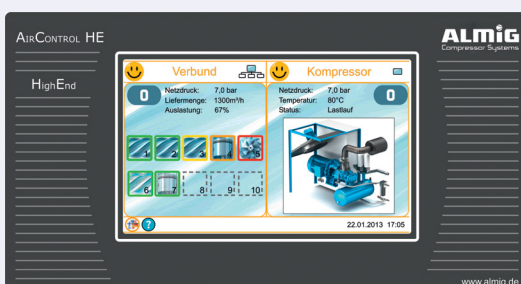 AIRCONTROL HE
HighEnd
ALMiG
Compressor Systems
Verbund
0
Netzdruck: 7,0 bar
Liefermenge: 1300m³/h
Auslastung: 67%
1 2 3 4 5
6 7 8 9 10
?
Kompressor
Netzdruck: 7,0 bar
Temperatur: 80°C
Status: Lastlauf
0
22.01.2013 17:05
www.almig.de